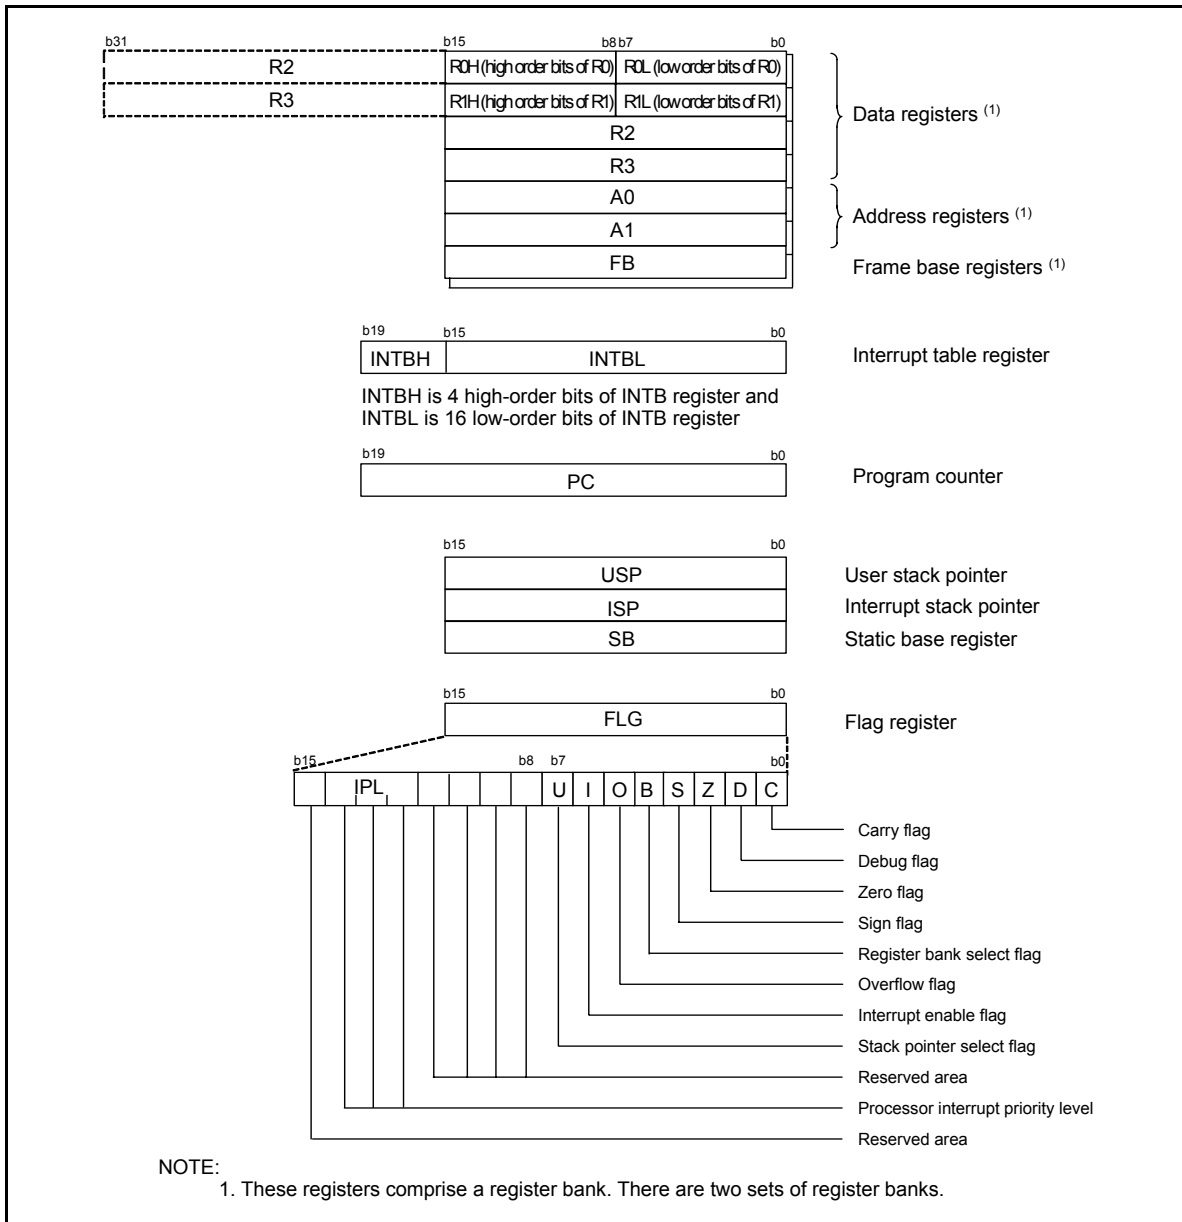 b31 b15 b8 b7 b0
R2 R0H (high order bits of R0) R0L (low order bits of R0)
R3 R1H (high order bits of R1) R1L (low order bits of R1)
R2
R3
Data registers (1)
A0
A1
Address registers (1)
FB
Frame base registers (1)
b19 b15 b0
INTBH INTBL Interrupt table register
INTBH is 4 high-order bits of INTB register and
INTBL is 16 low-order bits of INTB register
b19 b0
PC Program counter
b15 b0
USP User stack pointer
ISP Interrupt stack pointer
SB Static base register
b15 b0
FLG Flag register
b15 b8 b7 b0
IPL U I O B S Z D C
Carry flag
Debug flag
Zero flag
Sign flag
Register bank select flag
Overflow flag
Interrupt enable flag
Stack pointer select flag
Reserved area
Processor interrupt priority level
Reserved area
NOTE:
1. These registers comprise a register bank. There are two sets of register banks.